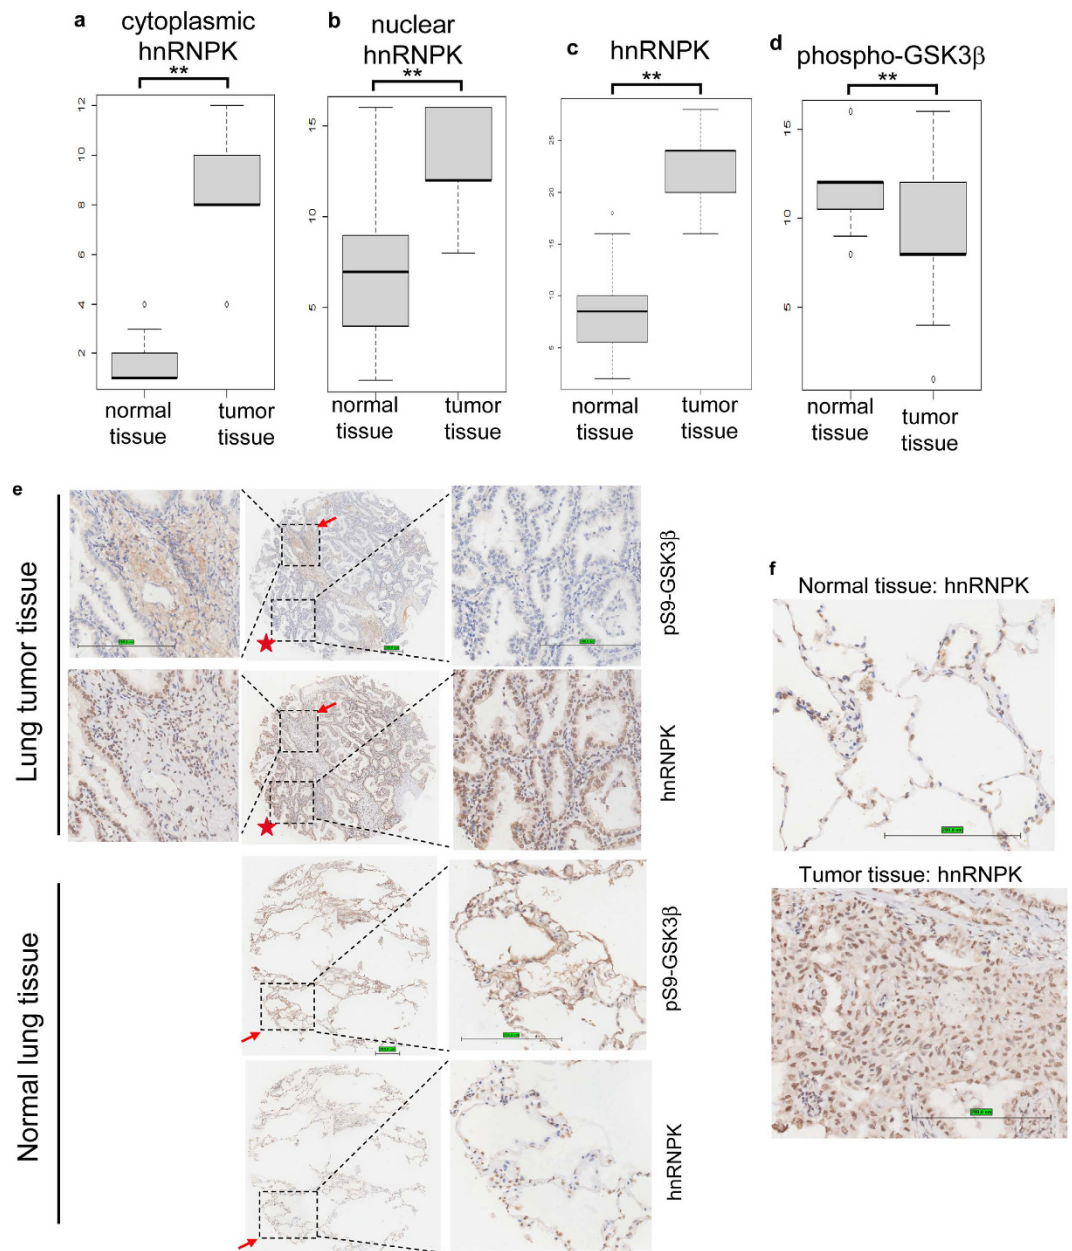 a
cytoplasmic
hnRNPK
**
12
10
8
6
4
2
normal
tissue
tumor
tissue
b
nuclear
hnRNPK
**
15
10
5
normal
tissue
tumor
tissue
c
hnRNPK
**
25
20
15
10
5
normal
tissue
tumor
tissue
d
phospho-GSK3β
**
15
10
5
normal
tissue
tumor
tissue
e
Lung tumor tissue
pS9-GSK3β
hnRNPK
Normal lung tissue
pS9-GSK3β
hnRNPK
f
Normal tissue: hnRNPK
Tumor tissue: hnRNPK